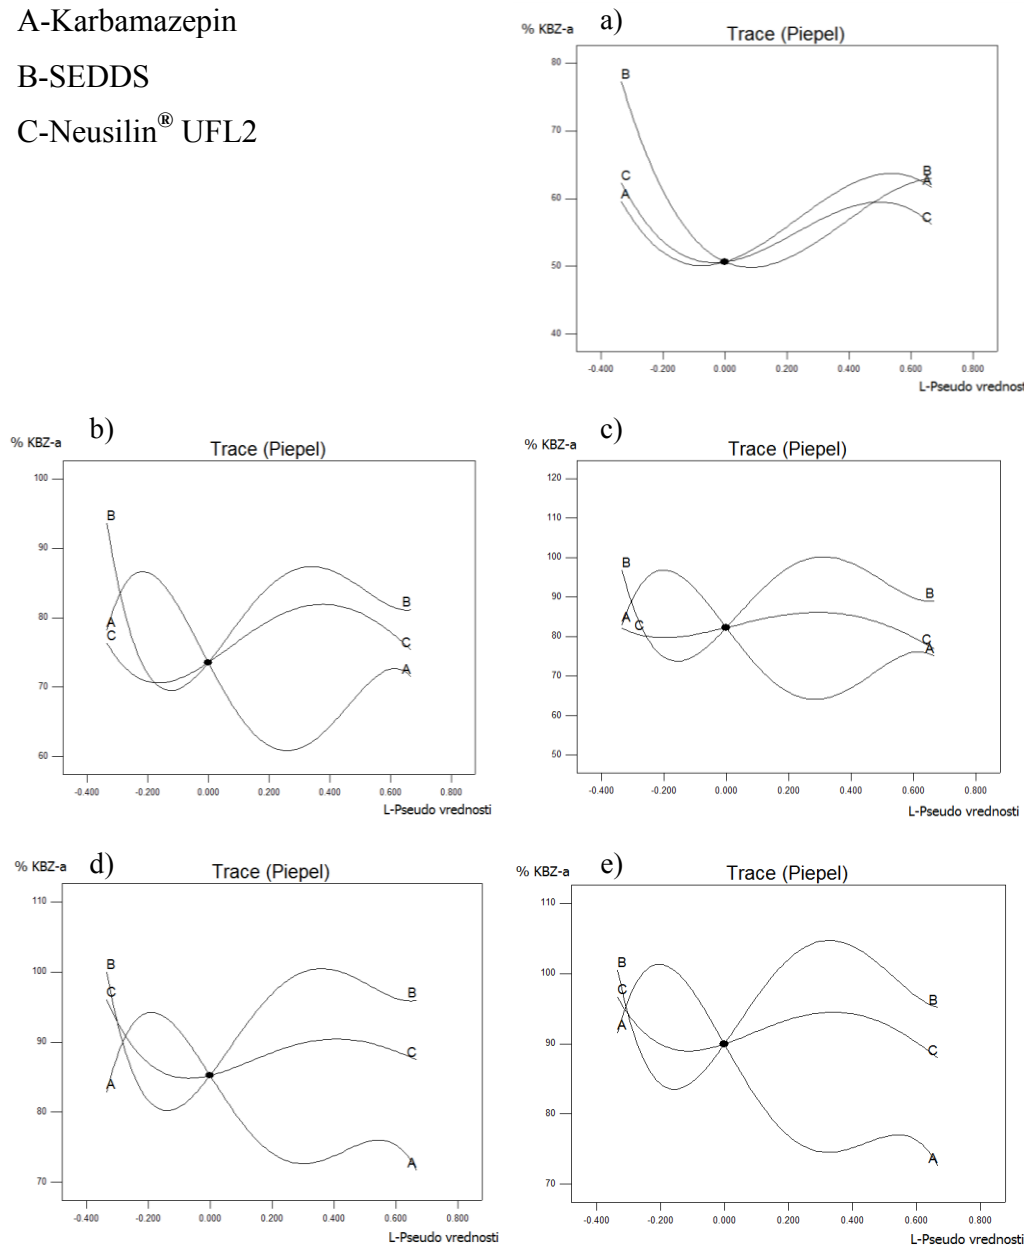 A-Karbamazepin
B-SEDDS
C-Neusilin® UFL2
% KBZ-a
a)
Trace (Piepel)
80
70
60
50
40
B
C
A
B
A
C
-0.400 -0.200 0.000 0.200 0.400 0.600 0.800
L-Pseudo vrednosti
% KBZ-a
b)
Trace (Piepel)
100
90
80
70
60
B
A
C
B
C
A
-0.400 -0.200 0.000 0.200 0.400 0.600 0.800
L-Pseudo vrednosti
% KBZ-a
c)
Trace (Piepel)
120
110
100
90
80
70
60
50
B
A
C
B
C
A
-0.400 -0.200 0.000 0.200 0.400 0.600 0.800
L-Pseudo vrednosti
% KBZ-a
d)
Trace (Piepel)
110
100
90
80
70
B
C
A
B
C
A
-0.400 -0.200 0.000 0.200 0.400 0.600 0.800
L-Pseudo vrednosti
% KBZ-a
e)
Trace (Piepel)
110
100
90
80
70
B
C
A
B
C
A
-0.400 -0.200 0.000 0.200 0.400 0.600 0.800
L-Pseudo vrednosti